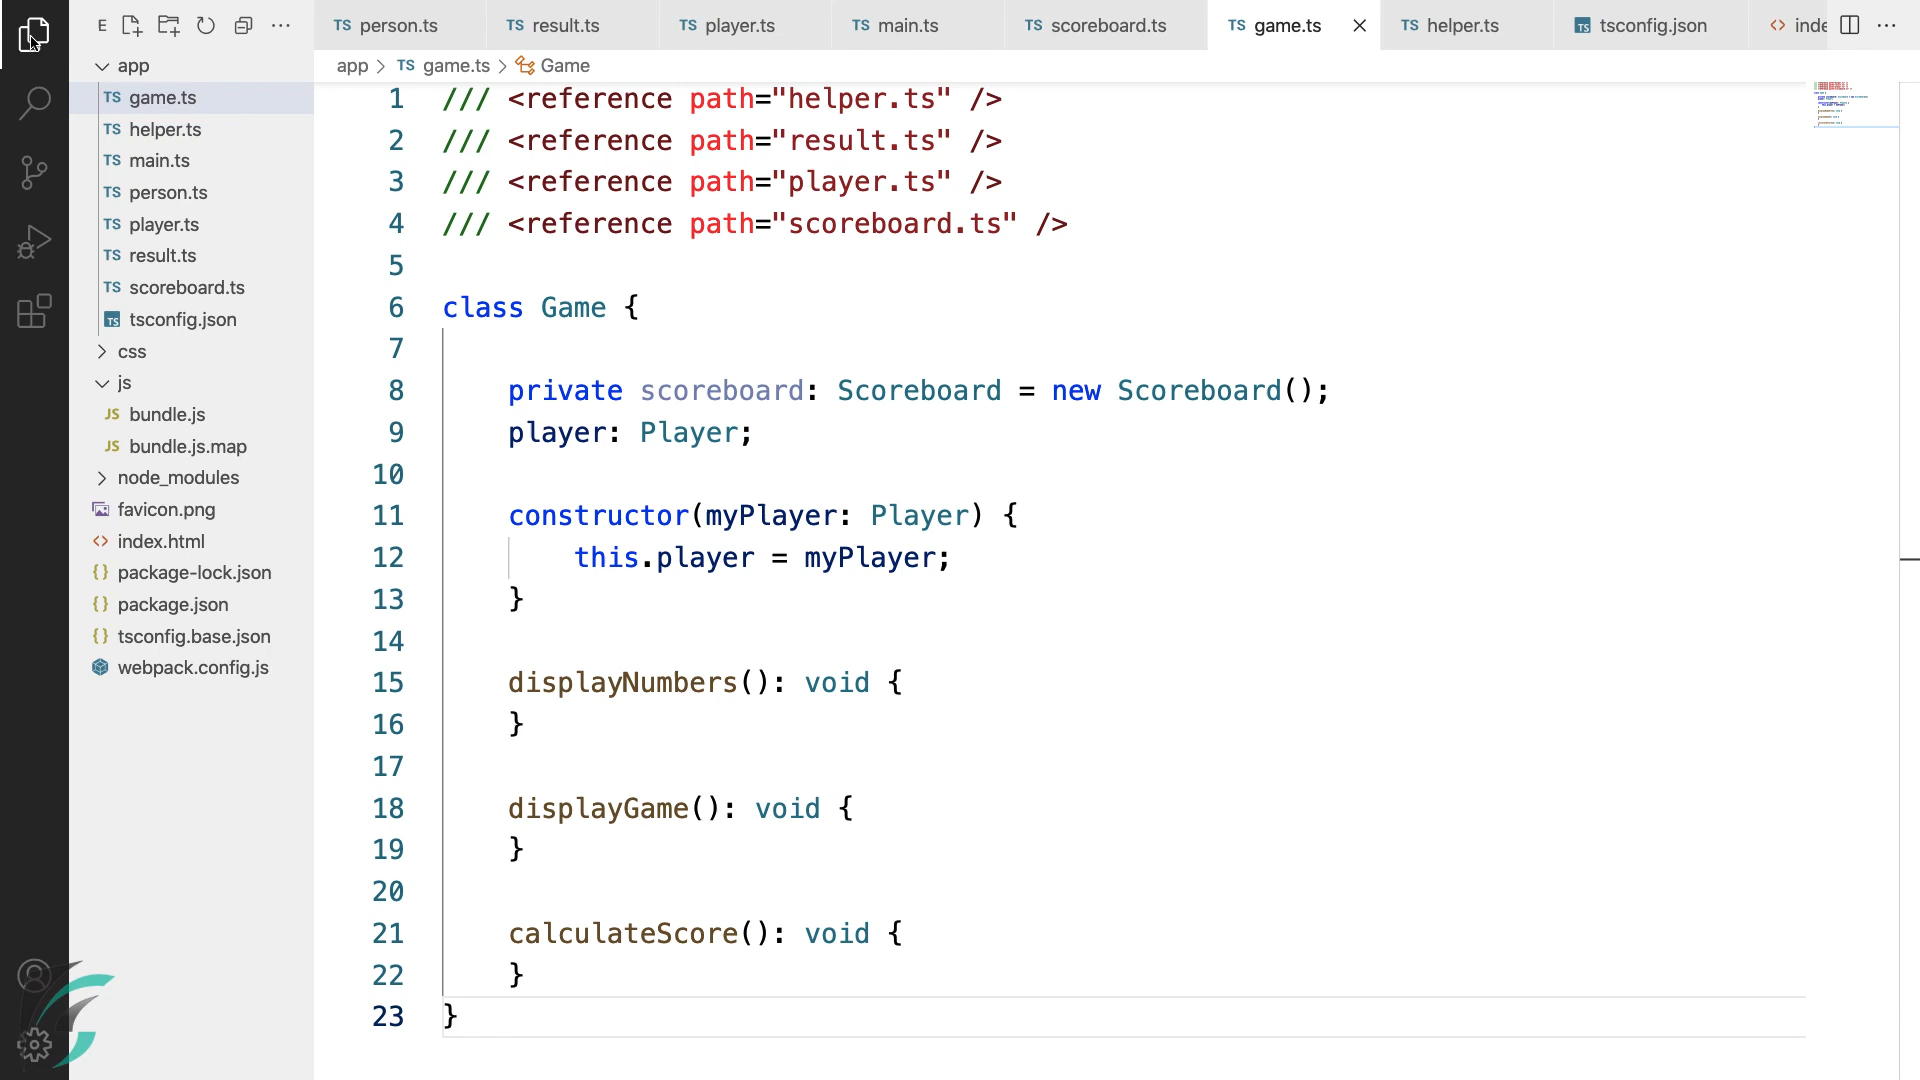 E
TS person.ts
TS result.ts
TS player.ts
TS main.ts
TS scoreboard.ts
TS game.ts
TS helper.ts
TS tsconfig.json
<> inde
app > TS game.ts > Game
app
TS game.ts
TS helper.ts
TS main.ts
TS person.ts
TS player.ts
TS result.ts
TS scoreboard.ts
TS tsconfig.json
css
js
JS bundle.js
JS bundle.js.map
node_modules
favicon.png
<> index.html
{} package-lock.json
{} package.json
{} tsconfig.base.json
webpack.config.js
1 /// <reference path="helper.ts" />
2 /// <reference path="result.ts" />
3 /// <reference path="player.ts" />
4 /// <reference path="scoreboard.ts" />
5
6 class Game {
7
8 private scoreboard: Scoreboard = new Scoreboard();
9 player: Player;
10
11 constructor(myPlayer: Player) {
12 this.player = myPlayer;
13 }
14
15 displayNumbers(): void {
16 }
17
18 displayGame(): void {
19 }
20
21 calculateScore(): void {
22 }
23 }